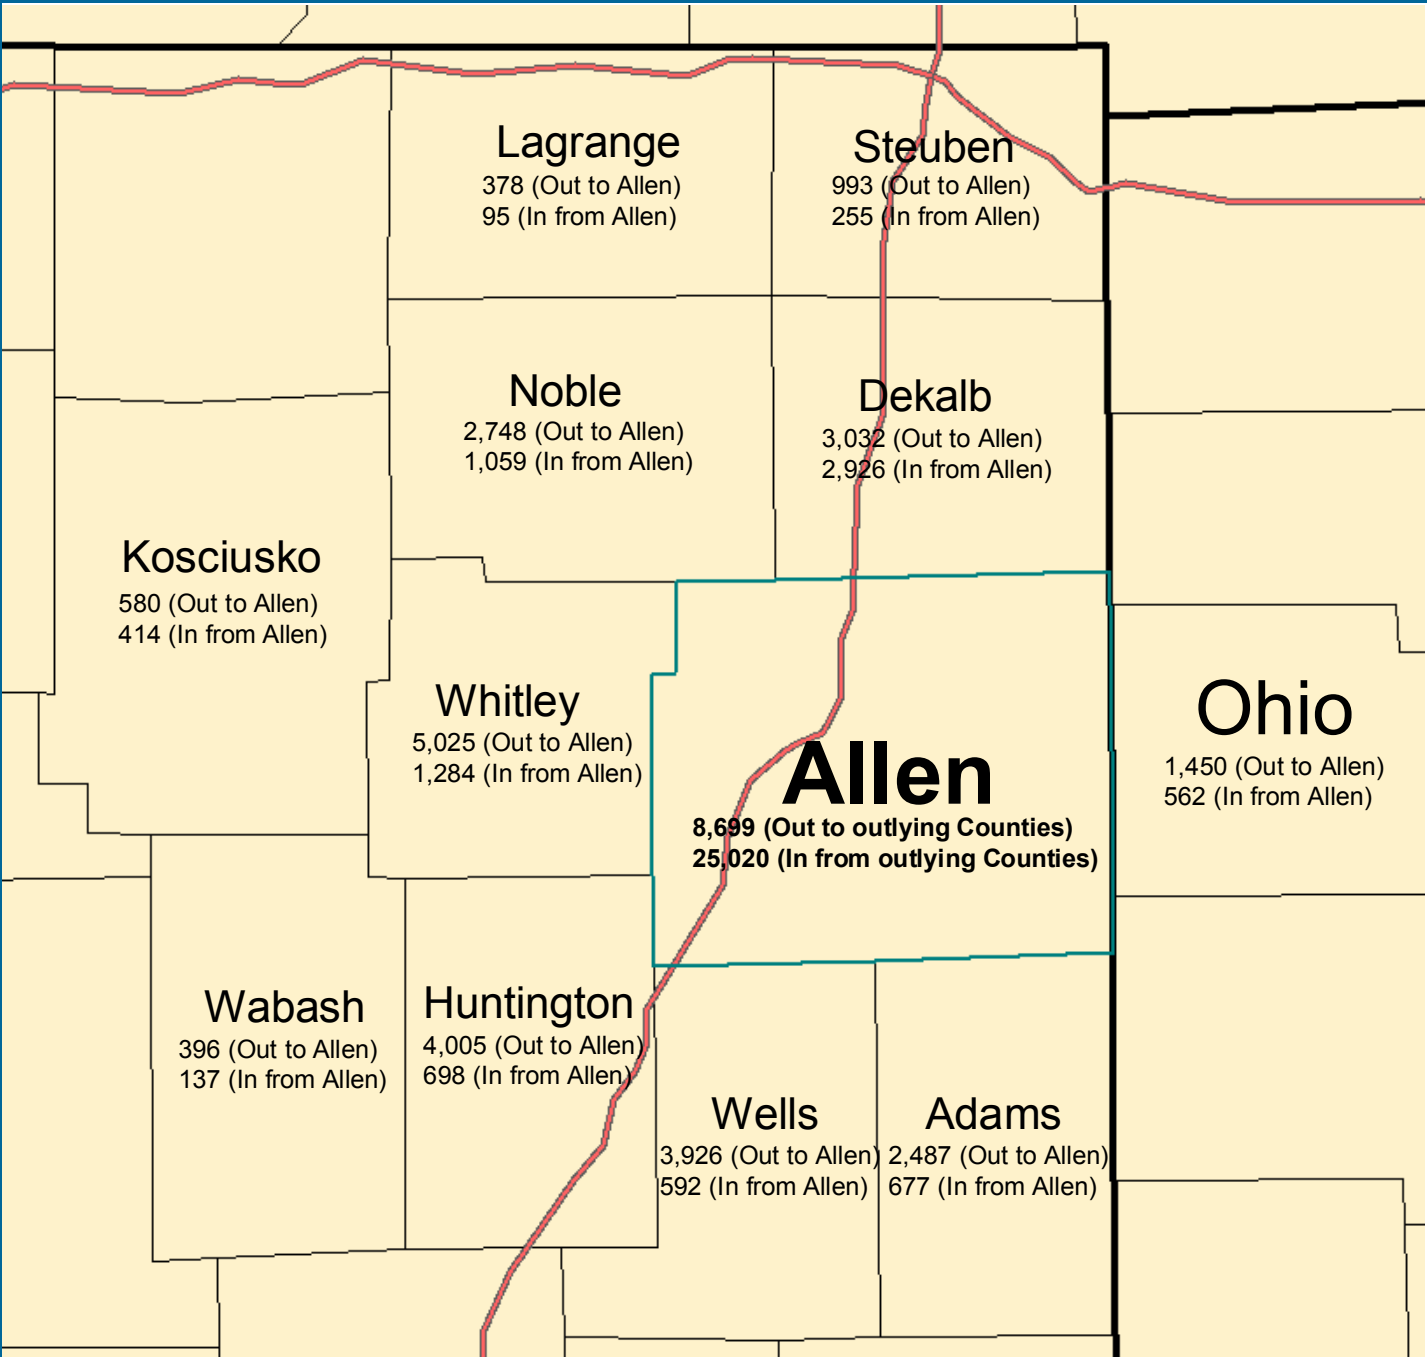 Lagrange
378 (Out to Allen)
95 (In from Allen)
Steuben
993 (Out to Allen)
255 (In from Allen)
Noble
2,748 (Out to Allen)
1,059 (In from Allen)
Dekalb
3,032 (Out to Allen)
2,926 (In from Allen)
Kosciusko
580 (Out to Allen)
414 (In from Allen)
Whitley
5,025 (Out to Allen)
1,284 (In from Allen)
Allen
8,699 (Out to outlying Counties)
25,020 (In from outlying Counties)
Ohio
1,450 (Out to Allen)
562 (In from Allen)
Wabash
396 (Out to Allen)
137 (In from Allen)
Huntington
4,005 (Out to Allen)
698 (In from Allen)
Wells
3,926 (Out to Allen)
592 (In from Allen)
Adams
2,487 (Out to Allen)
677 (In from Allen)